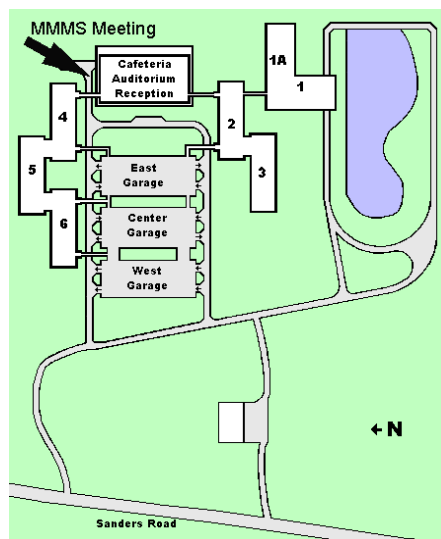 MMMS Meeting
Cafeteria
Auditorium
Reception
1A
1
2
3
4
5
6
East
Garage
Center
Garage
West
Garage
←N
Sanders Road